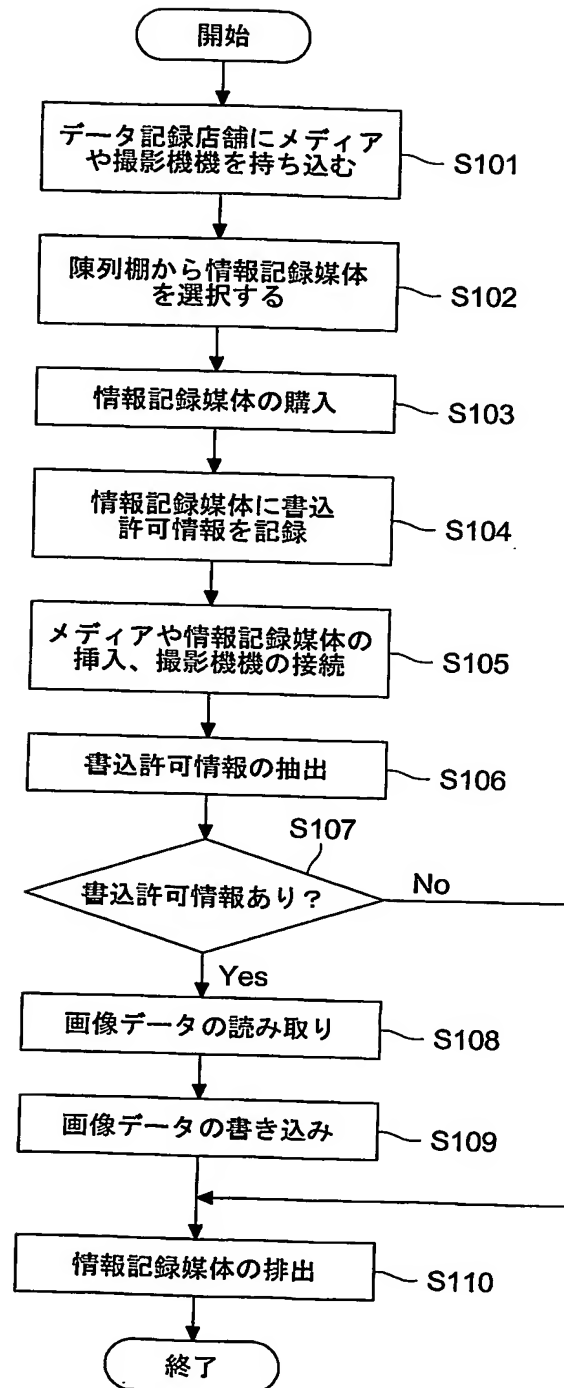 開始
データ記録店舗にメディア
や撮影機機を持ち込む
S101
陳列棚から情報記録媒体
を選択する
S102
情報記録媒体の購入
S103
情報記録媒体に書込
許可情報を記録
S104
メディアや情報記録媒体の
挿入、撮影機機の接続
S105
書込許可情報の抽出
S106
S107
書込許可情報あり?
No
Yes
画像データの読み取り
S108
画像データの書き込み
S109
情報記録媒体の排出
S110
終了